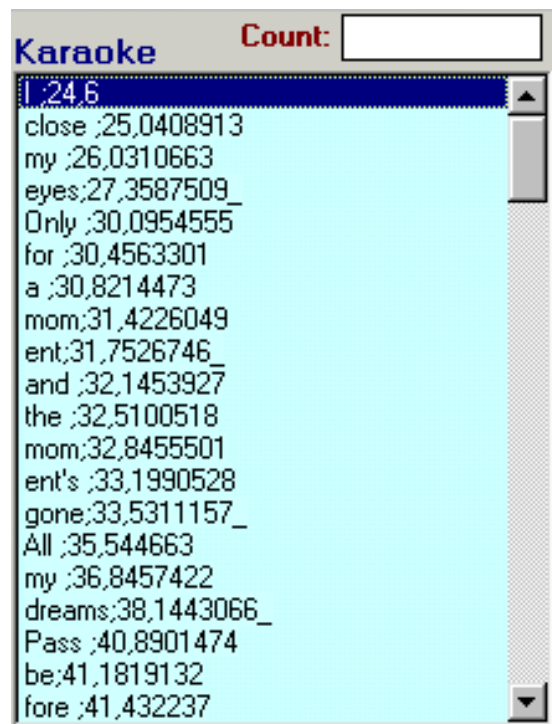 Karaoke Count:
I ;24,6
close ;25,0408913
my ;26,0310663
eyes;27,3587509_
Only ;30,0954555
for ;30,4563301
a ;30,8214473
mom;31,4226049
ent;31,7526746_
and ;32,1453927
the ;32,5100518
mom;32,8455501
ent's ;33,1990528
gone;33,5311157_
All ;35,544663
my ;36,8457422
dreams;38,1443066_
Pass ;40,8901474
be;41,1819132
fore ;41,432237